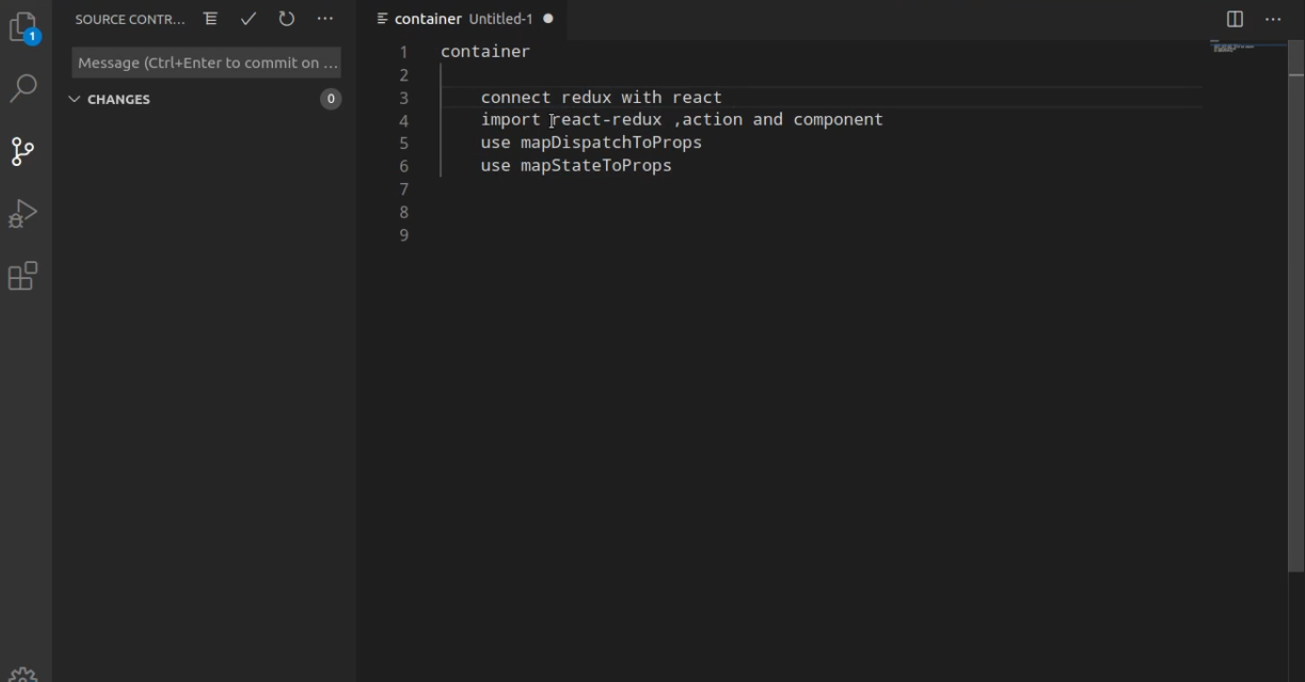 1
SOURCE CONTR...
container Untitled-1
Message (Ctrl+Enter to commit on ...
CHANGES 0
1 container
2
3 connect redux with react
4 import react-redux ,action and component
5 use mapDispatchToProps
6 use mapStateToProps
7
8
9